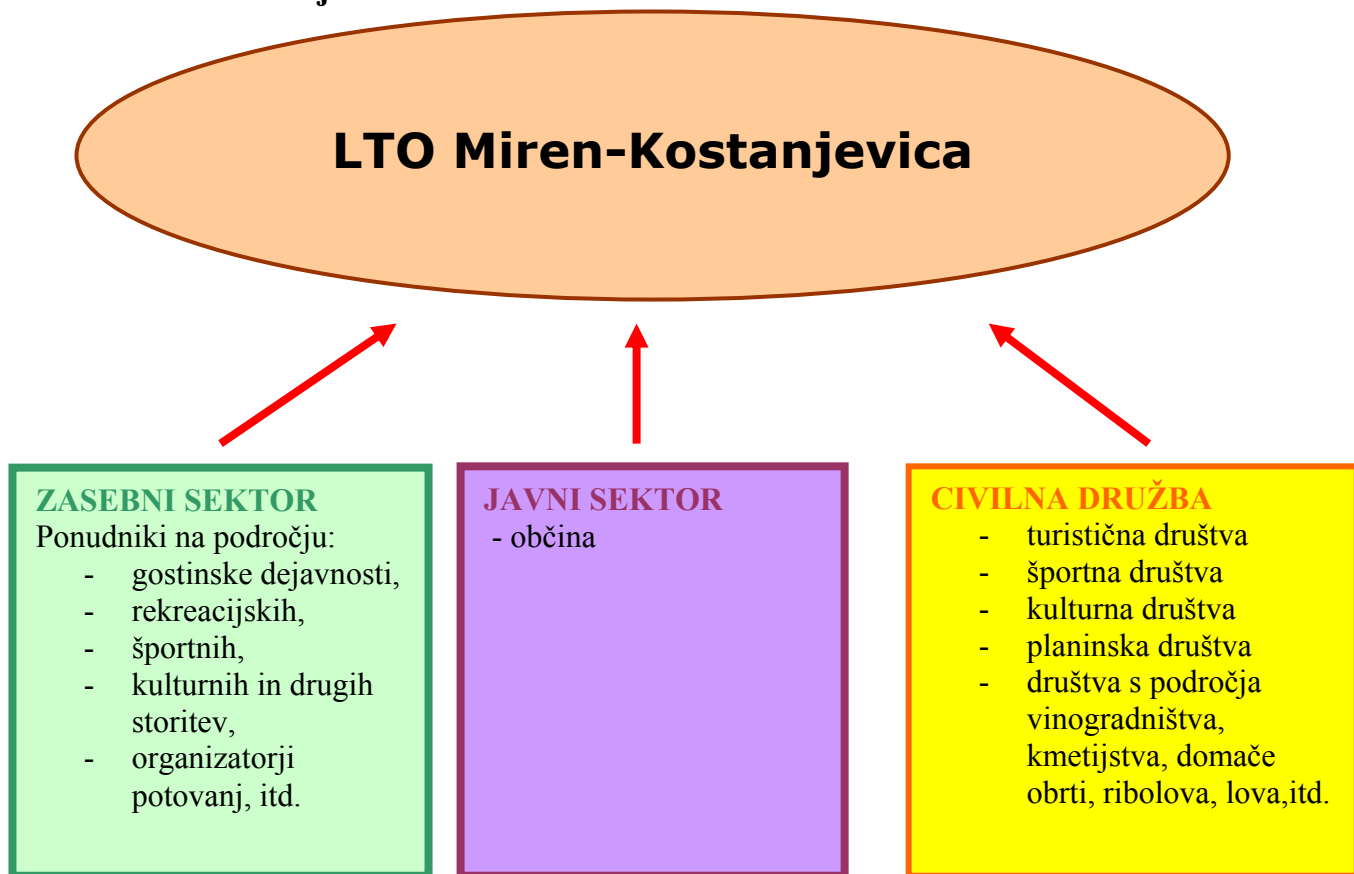 LTO Miren-Kostanjevica
ZASEBNI SEKTOR
Ponudniki na področju:
- gostinske dejavnosti,
- rekreacijskih,
- športnih,
- kulturnih in drugih
storitev,
- organizatorji
potovanj, itd.
JAVNI SEKTOR
- občina
CIVILNA DRUŽBA
- turistična društva
- športna društva
- kulturna društva
- planinska društva
- društva s področja
vinogradništva,
kmetijstva, domače
obrti, ribolova, lova,itd.